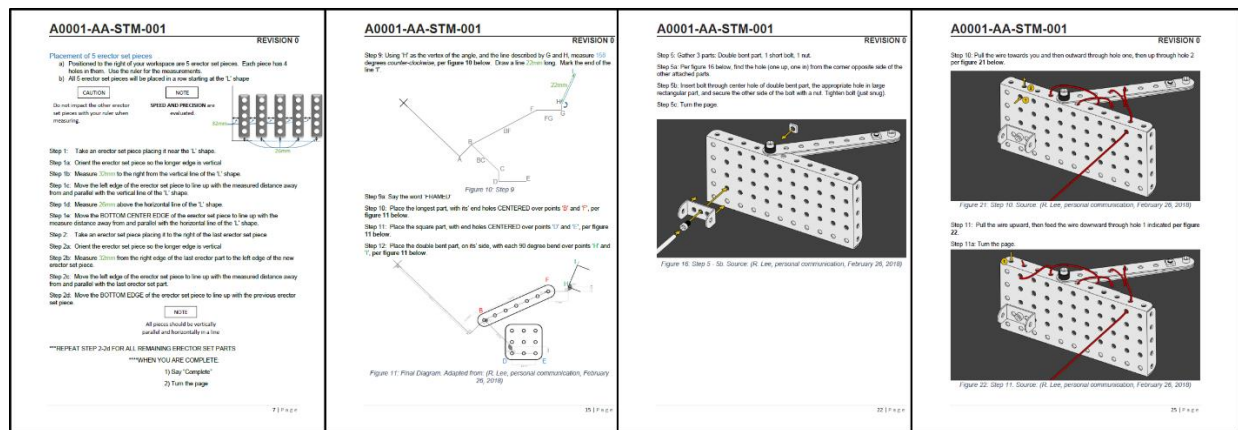 A0001-AA-STM-001
REVISION 0
Placement of 5 erector set pieces
a) Positioned to the right of your workspace are 5 erector set pieces. Each piece has 4
holes in them. Use the ruler for the measurements.
b) All 5 erector set pieces will be placed in a row starting at the 'L' shape
CAUTION
NOTE
Do not impact the other erector
set pieces with your ruler when
measuring.
SPEED AND PRECISION are
evaluated.
32mm
26mm
Step 1: Take an erector set piece placing it near the 'L' shape.
Step 1a: Orient the erector set piece so the longer edge is vertical
Step 1b: Measure 32mm to the right from the vertical line of the 'L' shape.
Step 1c: Move the left edge of the erector set piece to line up with the measured distance away
from and parallel with the vertical line of the 'L' shape.
Step 1d: Measure 26mm above the horizontal line of the 'L' shape.
Step 1e: Move the BOTTOM CENTER EDGE of the erector set piece to line up with the
measure distance away from and parallel with the horizontal line of the 'L' shape.
Step 2: Take an erector set piece placing it to the right of the last erector set piece
Step 2a: Orient the erector set piece so the longer edge is vertical
Step 2b: Measure 32mm from the right edge of the last erector part to the left edge of the new
erector set piece.
Step 2c: Move the left edge of the erector set piece to line up with the measured distance away
from and parallel with the last erector set part.
Step 2d: Move the BOTTOM EDGE of the erector set piece to line up with the previous erector
set piece.
NOTE
All pieces should be vertically
parallel and horizontally in a line
***REPEAT STEP 2-2d FOR ALL REMAINING ERECTOR SET PARTS
****WHEN YOU ARE COMPLETE.
1) Say "Complete"
2) Turn the page
7 | Page
A0001-AA-STM-001
REVISION 0
Step 9: Using 'H' as the vertex of the angle, and the line described by G and H, measure
degrees counter-clockwise, per figure 10 below. Draw a line 22mm long. Mark the end of the
line 'I'
22mm
H
F
G
FG
BF
B
A
BC
C
D
E
Figure 10: Step 9
Step 9a: Say the word 'FRAMED'
Step 10: Place the longest part, with its' end holes CENTERED over points 'B' and 'F', per
figure 11 below.
Step 11: Place the square part, with end holes CENTERED over points 'D' and 'E', per figure
11 below.
Step 12: Place the double bent part, on its' side, with each 90 degree bend over points 'H' and
'I', per figure 11 below.
F
B
D
E
Figure 11: Final Diagram. Adapted from: (R. Lee, personal communication, February
26, 2018)
15 | Page
A0001-AA-STM-001
REVISION 0
Step 5: Gather 3 parts: Double bent part, 1 short bolt, 1 nut.
Step 5a: Per figure 16 below, find the hole (one up, one in) from the corner opposite side of the
other attached parts.
Step 5b: Insert bolt through center hole of double bent part, the appropriate hole in large
rectangular part, and secure the other side of the bolt with a nut. Tighten bolt (just snug).
Step 5c: Turn the page.
Figure 16. Step 5 - 5b. Source: (R. Lee, personal communication, February 26, 2018)
22 | Page
A0001-AA-STM-001
REVISION 0
Step 10: Pull the wire towards you and then outward through hole one, then up through hole 2
per figure 21 below.
Figure 21. Step 10. Source: (R. Lee, personal communication, February 26, 2018)
Step 11: Pull the wire upward, then feed the wire downward through hole 1 indicated per figure
22.
Step 11a: Turn the page.
Figure 22. Step 11. Source: (R. Lee, personal communication, February 26, 2018)
25 | Page